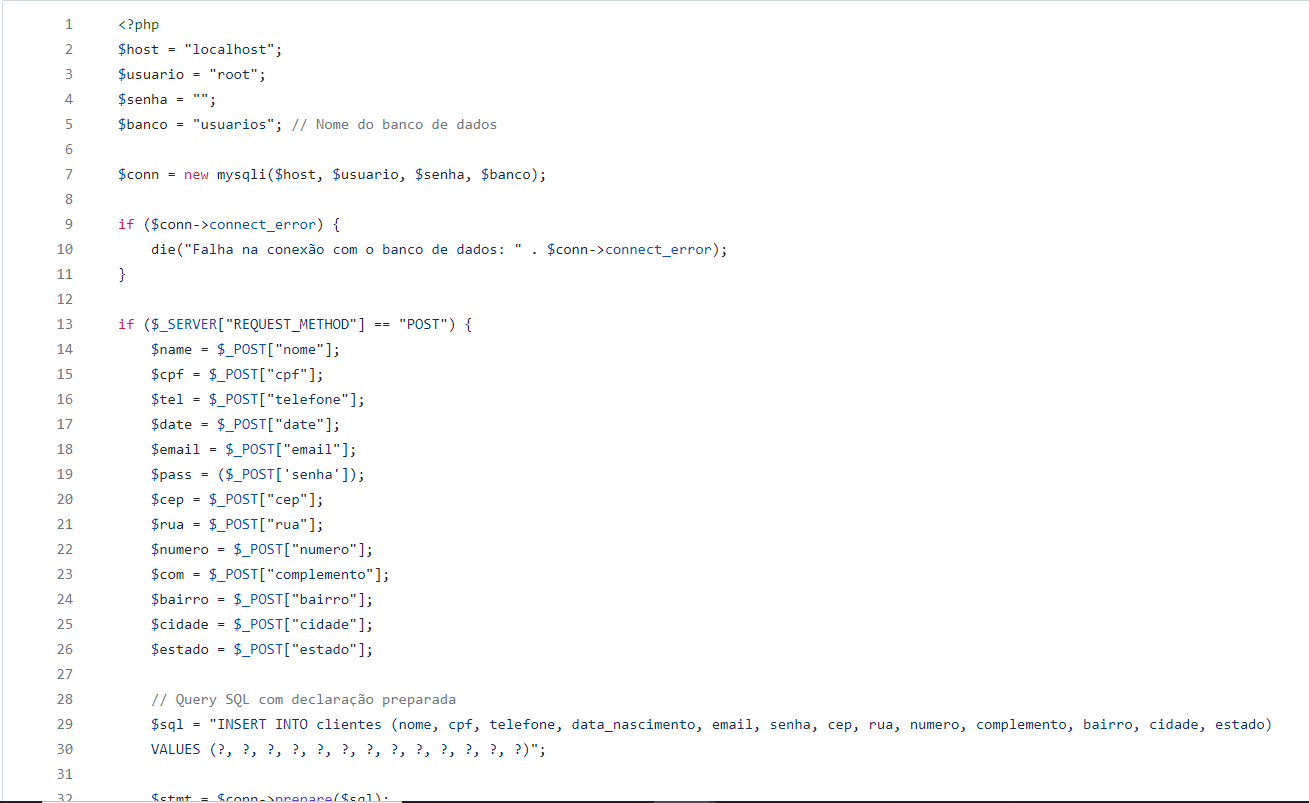 1 <?php
2 $host = "localhost";
3 $usuario = "root";
4 $senha = "";
5 $banco = "usuarios"; // Nome do banco de dados
6
7 $conn = new mysqli($host, $usuario, $senha, $banco);
8
9 if ($conn->connect_error) {
10     die("Falha na conexão com o banco de dados: " . $conn->connect_error);
11 }
12
13 if ($_SERVER["REQUEST_METHOD"] == "POST") {
14     $name = $_POST["nome"];
15     $cpf = $_POST["cpf"];
16     $tel = $_POST["telefone"];
17     $date = $_POST["date"];
18     $email = $_POST["email"];
19     $pass = ($_POST['senha']);
20     $cep = $_POST["cep"];
21     $rua = $_POST["rua"];
22     $numero = $_POST["numero"];
23     $com = $_POST["complemento"];
24     $bairro = $_POST["bairro"];
25     $cidade = $_POST["cidade"];
26     $estado = $_POST["estado"];
27
28     // Query SQL com declaração preparada
29     $sql = "INSERT INTO clientes (nome, cpf, telefone, data_nascimento, email, senha, cep, rua, numero, complemento, bairro, cidade, estado)
30     VALUES (?, ?, ?, ?, ?, ?, ?, ?, ?, ?, ?, ?, ?)";
31
32     $stmt = $conn->prepare($sql);